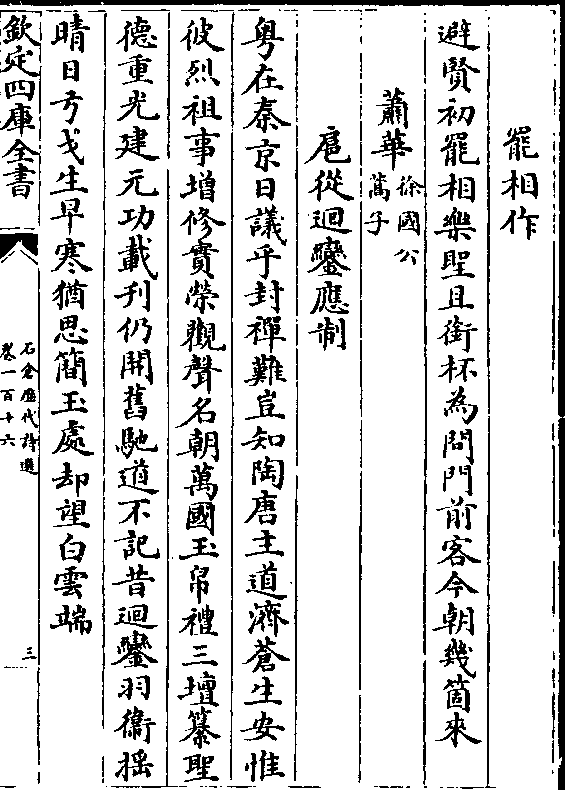 罷相作
避賢初罷相樂聖且銜杯為問門前客今朝幾箇來
蕭華徐國公嵩子
扈從迴鑾應制
粤在秦京日議乎封禪難豈知陶唐主道濟蒼生安惟
彼烈祖事增修實榮觀聲名朝萬國玉帛禮三壇纂聖
德重光建元功載刊仍開舊馳道不記昔迴鑾羽衞揺
晴日弓戈生早寒猶思簡玉處却望白雲端
欽定四庫全書
石倉歷代詩選
卷一百十六
三